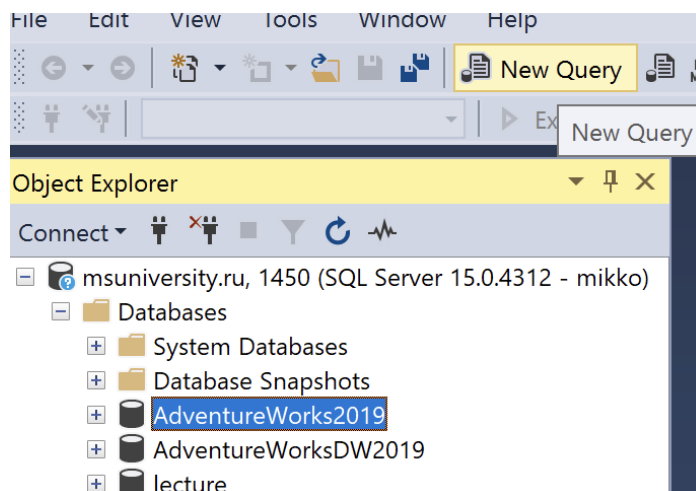 File Edit View Tools Window Help
New Query
New Query
Object Explorer
Connect
msuniversity.ru, 1450 (SQL Server 15.0.4312 - mikko)
Databases
System Databases
Database Snapshots
AdventureWorks2019
AdventureWorksDW2019
lecture